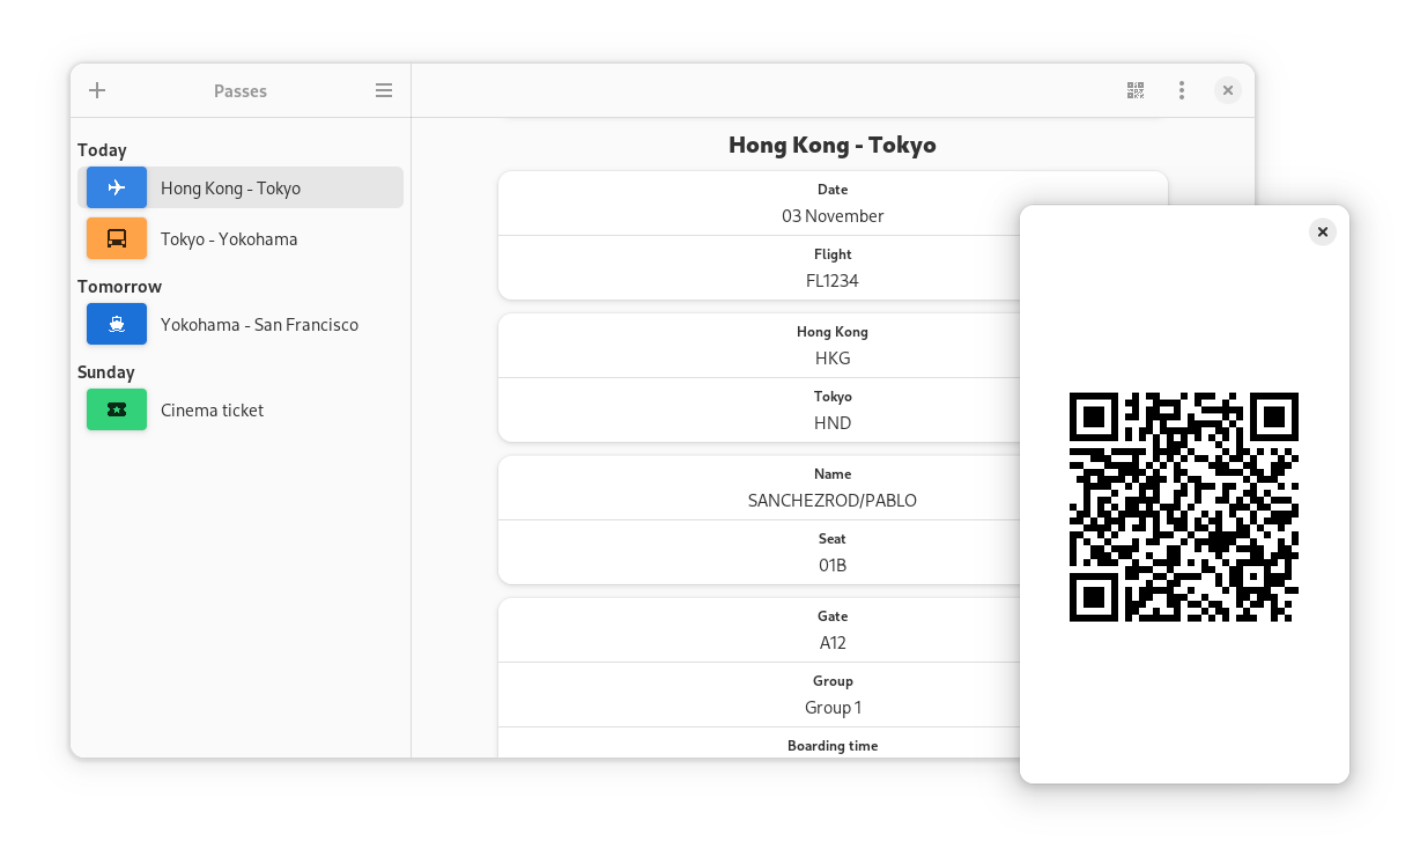 Passes
Today
Hong Kong - Tokyo
Tokyo - Yokohama
Tomorrow
Yokohama - San Francisco
Sunday
Cinema ticket
Hong Kong - Tokyo
Date
03 November
Flight
FL1234
Hong Kong
HKG
Tokyo
HND
Name
SANCHEZROD/PABLO
Seat
01B
Gate
A12
Group
Group 1
Boarding time